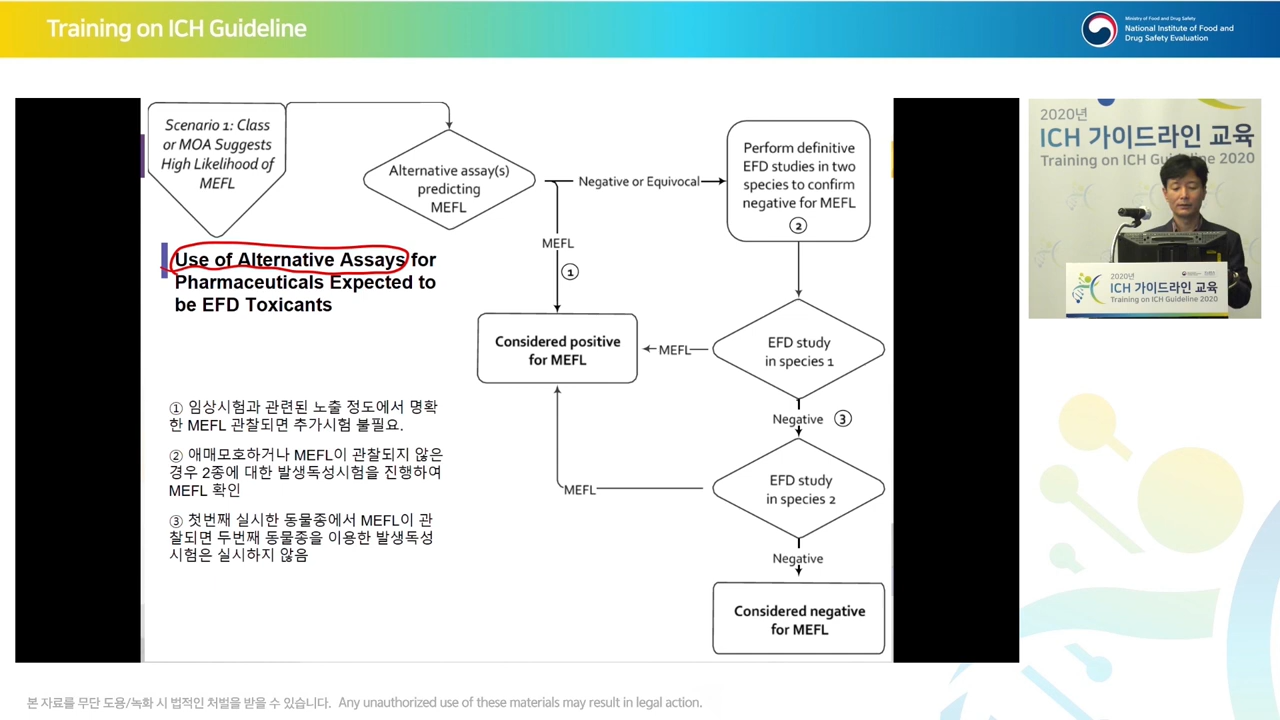 Training on ICH Guideline
Ministry of Food and Drug Safety
National Institute of Food and
Drug Safety Evaluation
Scenario 1: Class
or MOA Suggests
High Likelihood of
MEFL
Alternative assay(s)
predicting
MEFL
Negative or Equivocal
Perform definitive
EFD studies in two
species to confirm
negative for MEFL
②
MEFL
①
Use of Alternative Assays for
Pharmaceuticals Expected to
be EFD Toxicants
Considered positive
for MEFL
MEFL
EFD study
in species 1
Negative ③
① 임상시험과 관련된 노출 정도에서 명확
한 MEFL 관찰되면 추가시험 불필요.
② 애매모호하거나 MEFL이 관찰되지 않은
경우 2종에 대한 발생독성시험을 진행하여
MEFL 확인
③ 첫번째 실시한 동물종에서 MEFL이 관
찰되면 두번째 동물종을 이용한 발생독성
시험은 실시하지 않음
MEFL
EFD study
in species 2
Negative
Considered negative
for MEFL
2020년
ICH 가이드라인 교육
Training on ICH Guideline 2020
2020년
ICH 가이드라인 교육
Training on ICH Guideline 2020
본 자료를 무단 도용/녹화 시 법적인 처벌을 받을 수 있습니다. Any unauthorized use of these materials may result in legal action.